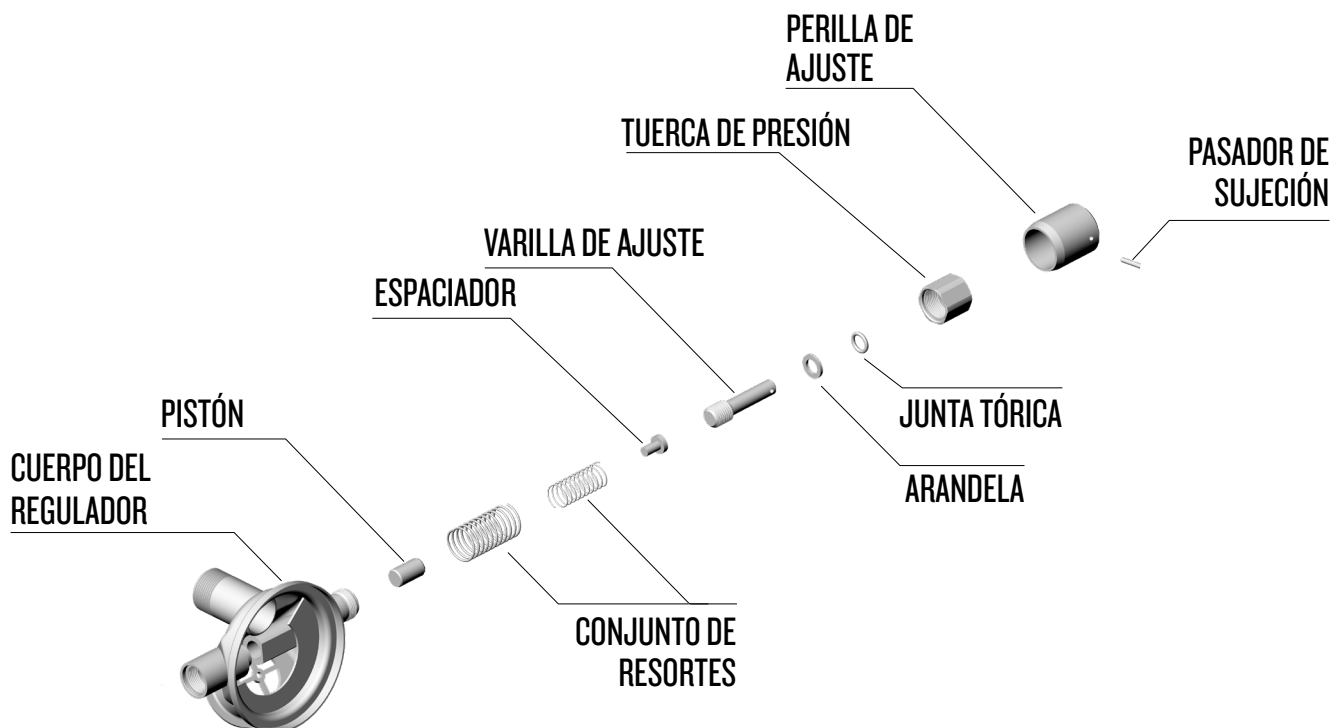 PERILLA DE
AJUSTE
TUERCA DE PRESIÓN
PASADOR DE
SUJECIÓN
VARILLA DE AJUSTE
ESPACIADOR
PISTÓN
JUNTA TÓRICA
CUERPO DEL
REGULADOR
ARANDELA
CONJUNTO DE
RESORTES